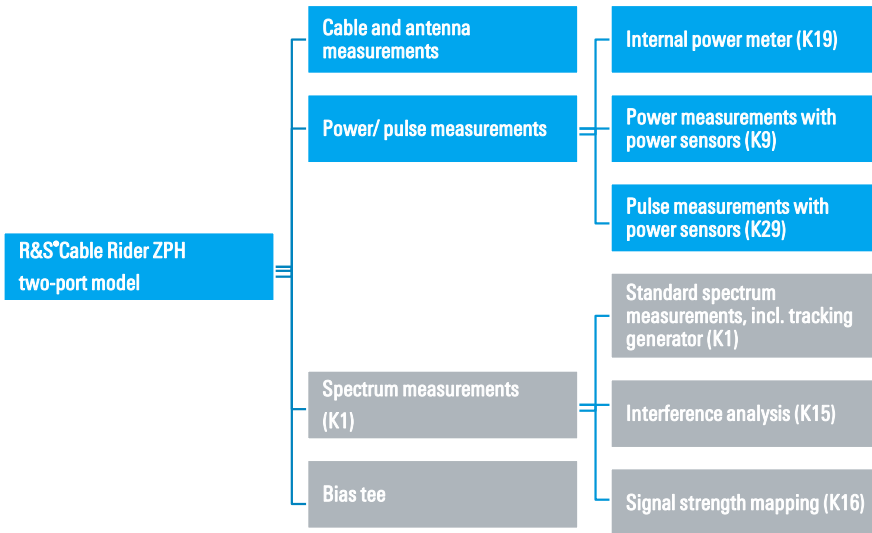 R&S®Cable Rider ZPH
two-port model
Cable and antenna
measurements
Power/ pulse measurements
Internal power meter (K19)
Power measurements with
power sensors (K9)
Pulse measurements with
power sensors (K29)
Spectrum measurements
(K1)
Standard spectrum
measurements, incl. tracking
generator (K1)
Interference analysis (K15)
Signal strength mapping (K16)
Bias tee